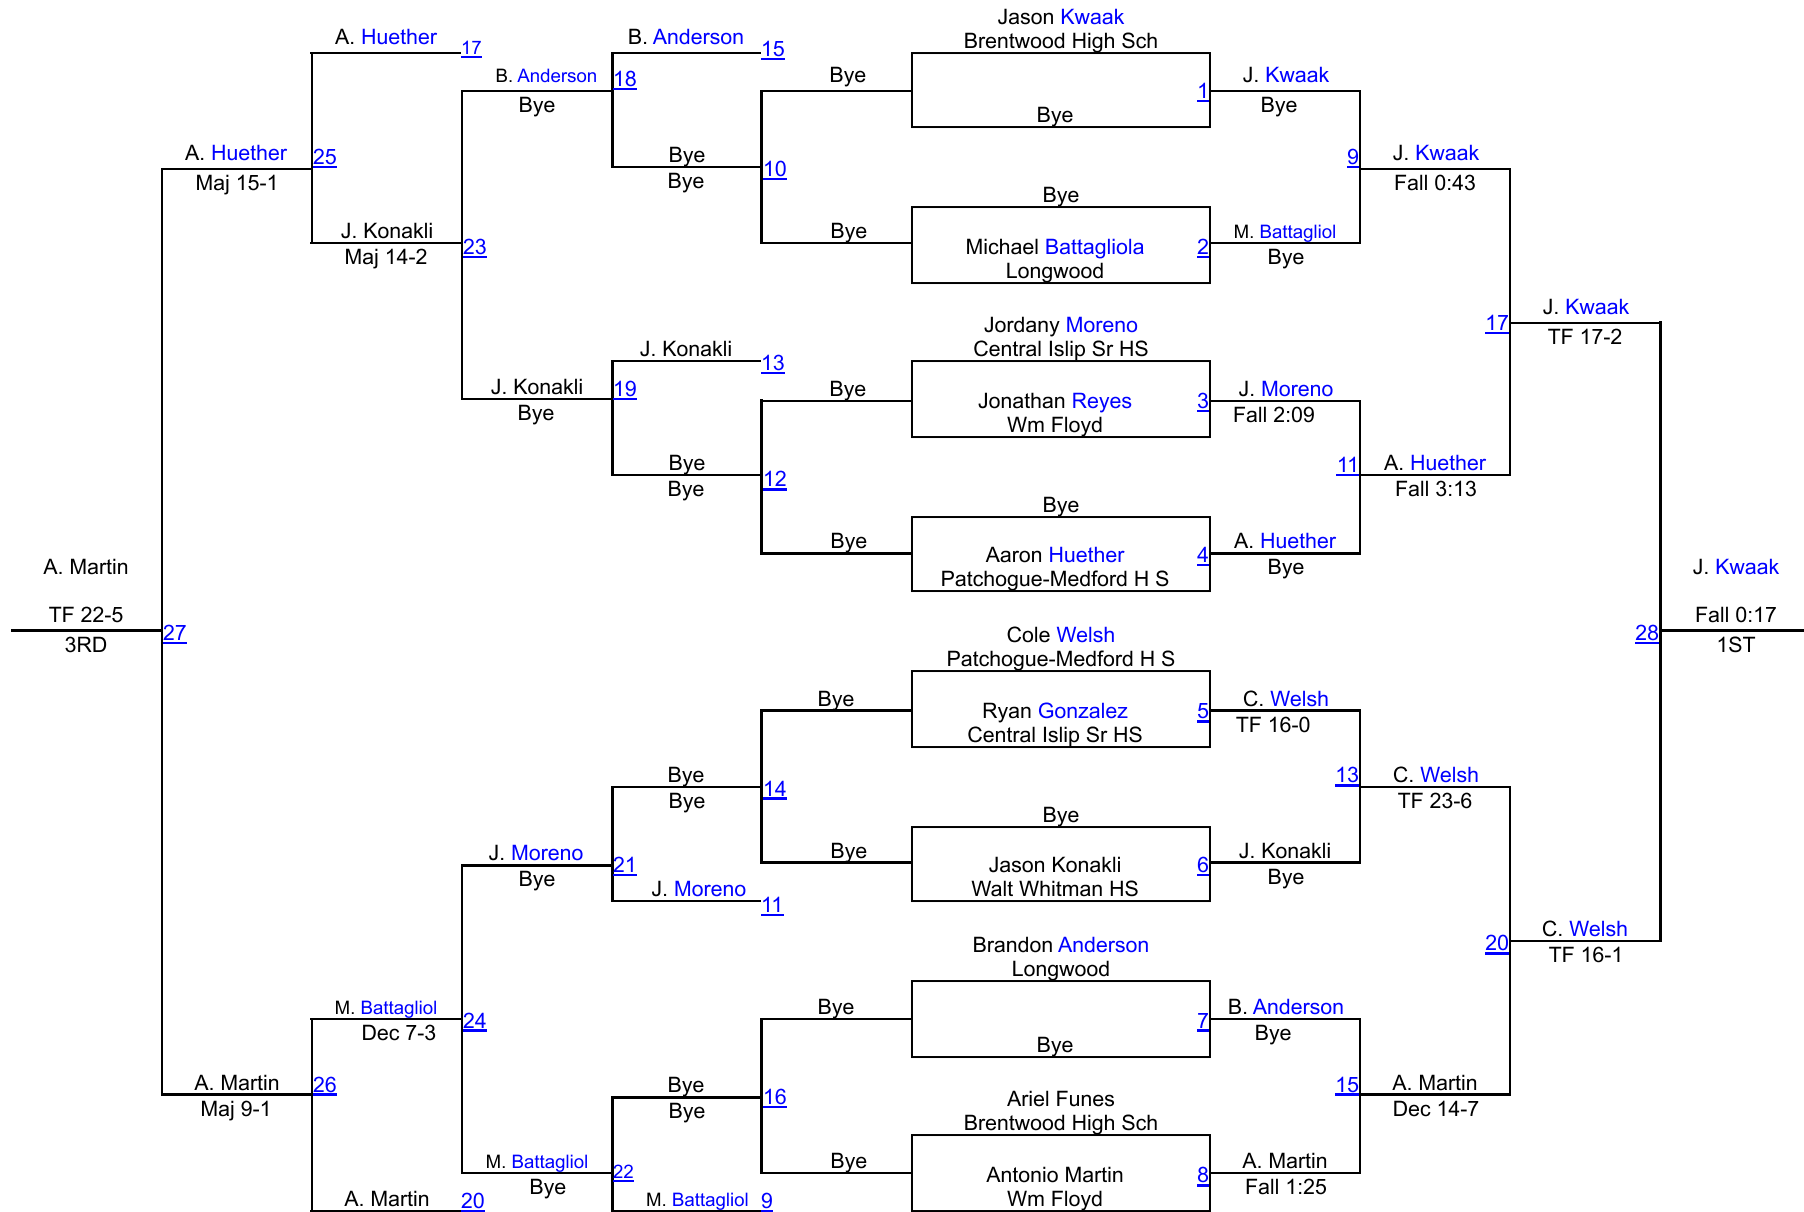 Jason Kwaak
Brentwood High Sch
A. Huether 17
B. Anderson 15
B. Anderson 18
Bye
Bye
1
J. Kwaak
Bye
Bye
Bye
A. Huether 25
Maj 15-1
Bye
Bye
10
9
J. Kwaak
Fall 0:43
Bye
J. Konakli
Maj 14-2
23
Bye
Michael Battagliola
Longwood
2
M. Battagliol
Bye
Jordany Moreno
Central Islip Sr HS
17
J. Kwaak
TF 17-2
J. Konakli 13
J. Konakli 19
Bye
Bye
Jonathan Reyes
Wm Floyd
3
J. Moreno
Fall 2:09
Bye
Bye
12
11
A. Huether
Fall 3:13
Bye
Bye
Aaron Huether
Patchogue-Medford H S
4
A. Huether
Bye
A. Martin
TF 22-5
3RD
27
J. Kwaak
Fall 0:17
1ST
28
Cole Welsh
Patchogue-Medford H S
Bye
Ryan Gonzalez
Central Islip Sr HS
5
C. Welsh
TF 16-0
Bye
Bye
14
13
C. Welsh
TF 23-6
Bye
J. Moreno
Bye
21
Bye
Jason Konakli
Walt Whitman HS
6
J. Konakli
Bye
J. Moreno 11
Brandon Anderson
Longwood
20
C. Welsh
TF 16-1
M. Battagliol
Dec 7-3
24
Bye
7
B. Anderson
Bye
Bye
A. Martin
Maj 9-1
26
Bye
Bye
16
Ariel Funes
Brentwood High Sch
15
A. Martin
Dec 14-7
M. Battagliol
Bye
22
Bye
Antonio Martin
Wm Floyd
8
A. Martin
Fall 1:25
A. Martin 20
M. Battagliol 9